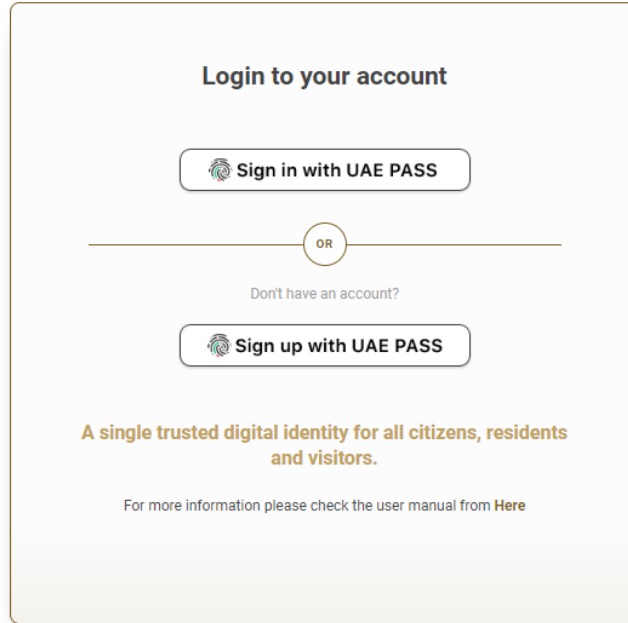 Login to your account
Sign in with UAE PASS
OR
Don't have an account?
Sign up with UAE PASS
A single trusted digital identity for all citizens, residents
and visitors.
For more information please check the user manual from Here